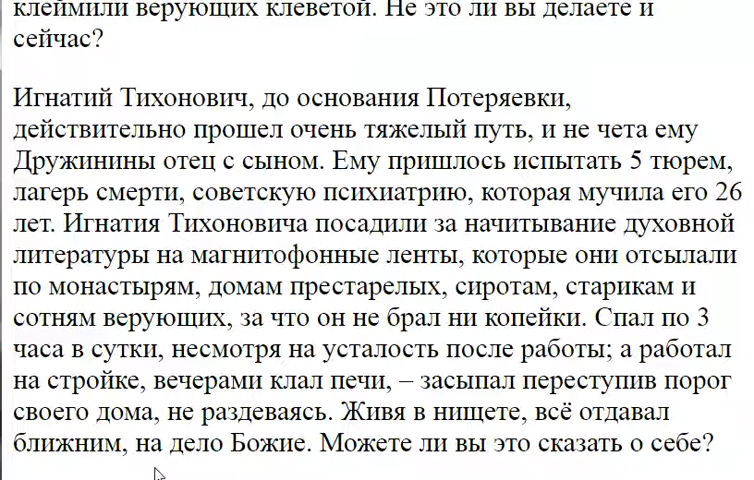 клеймили верующих клеветой. Не это ли вы делаете и
сейчас?
Игнатий Тихонович, до основания Потеряевки,
действительно прошел очень тяжелый путь, и не чета ему
Дружинины отец с сыном. Ему пришлось испытать 5 тюрем,
лагерь смерти, советскую психиатрию, которая мучила его 26
лет. Игнатия Тихоновича посадили за начитывание духовной
литературы на магнитофонные ленты, которые они отсылали
по монастырям, домам престарелых, сиротам, старикам и
сотням верующих, за что он не брал ни копейки. Спал по 3
часа в сутки, несмотря на усталость после работы; а работал
на стройке, вечерами клал печи, – засыпал переступив порог
своего дома, не раздеваясь. Живя в нищете, всё отдавал
ближним, на дело Божие. Можете ли вы это сказать о себе?